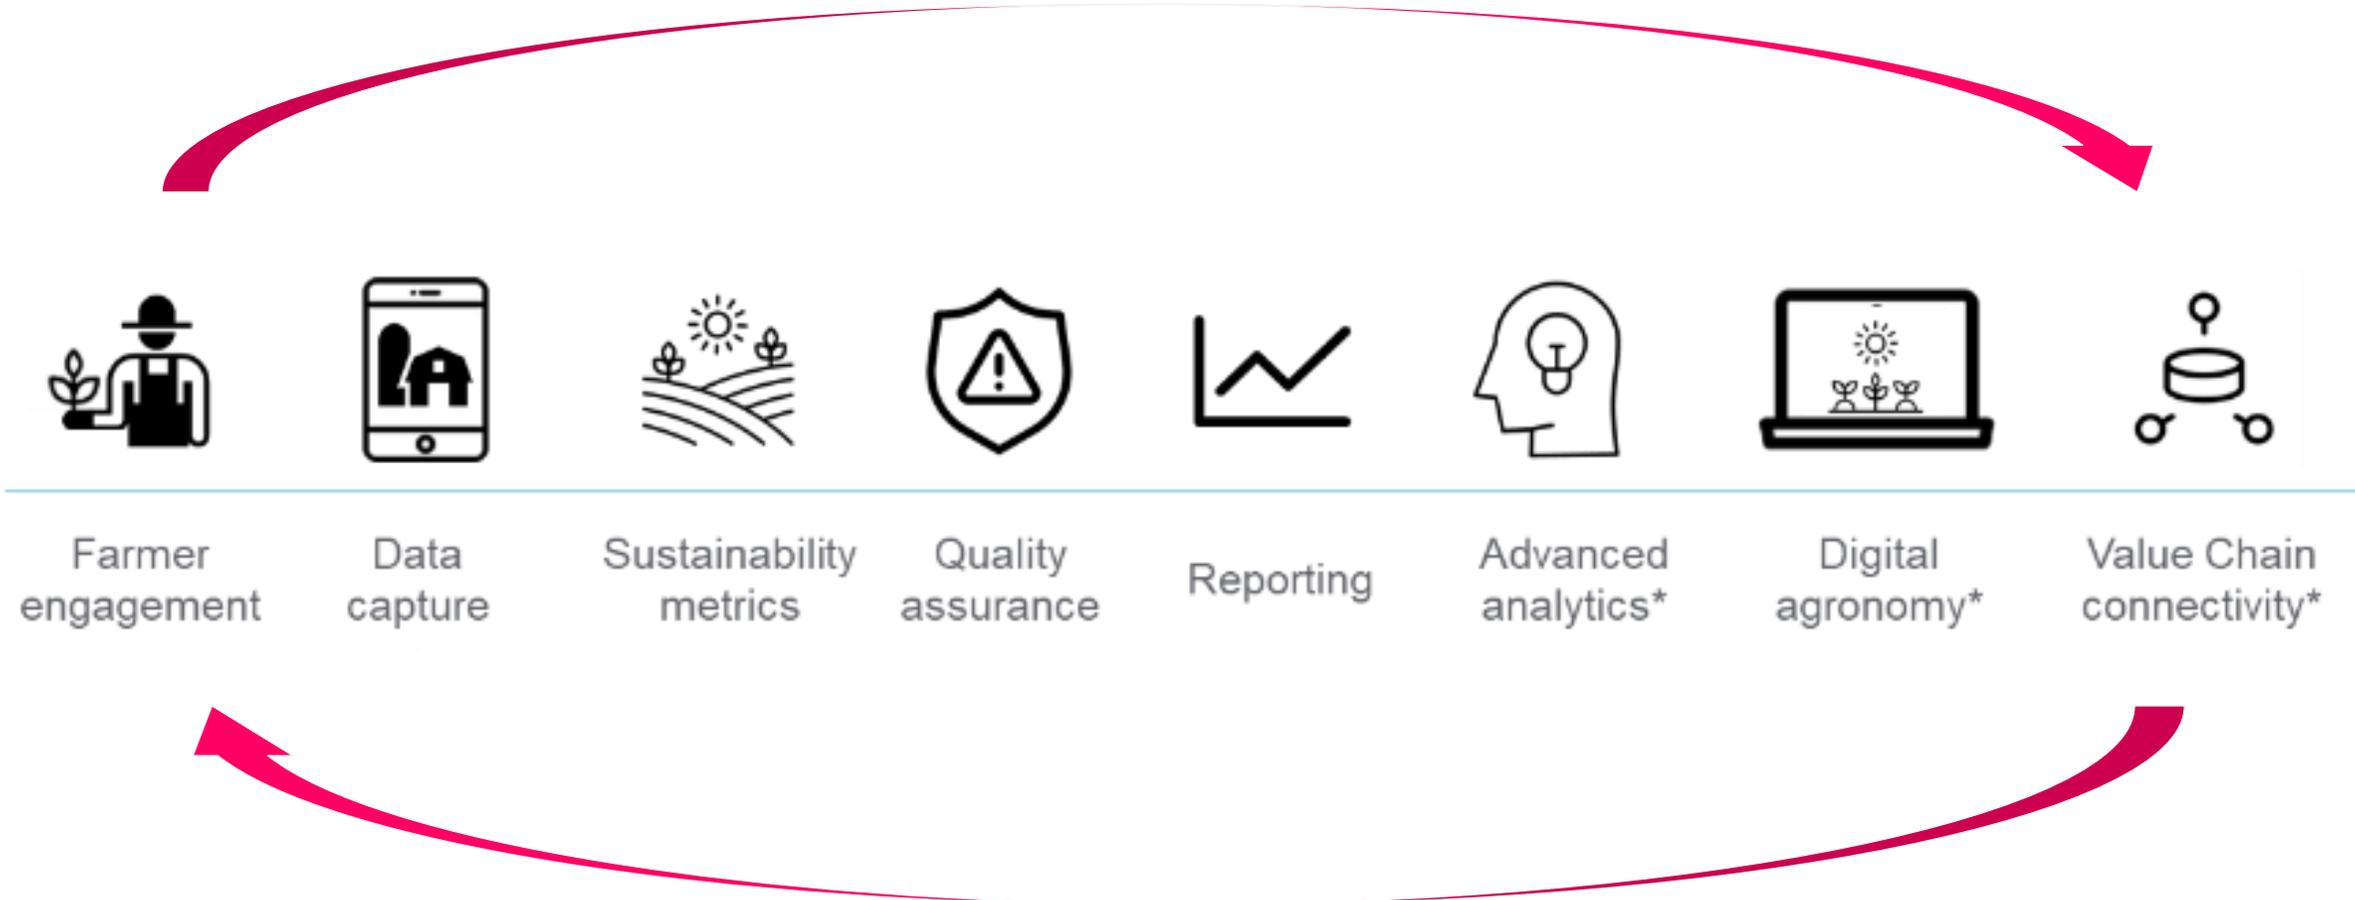 Farmer
engagement
Data
capture
Sustainability
metrics
Quality
assurance
Reporting
Advanced
analytics*
Digital
agronomy*
Value Chain
connectivity*